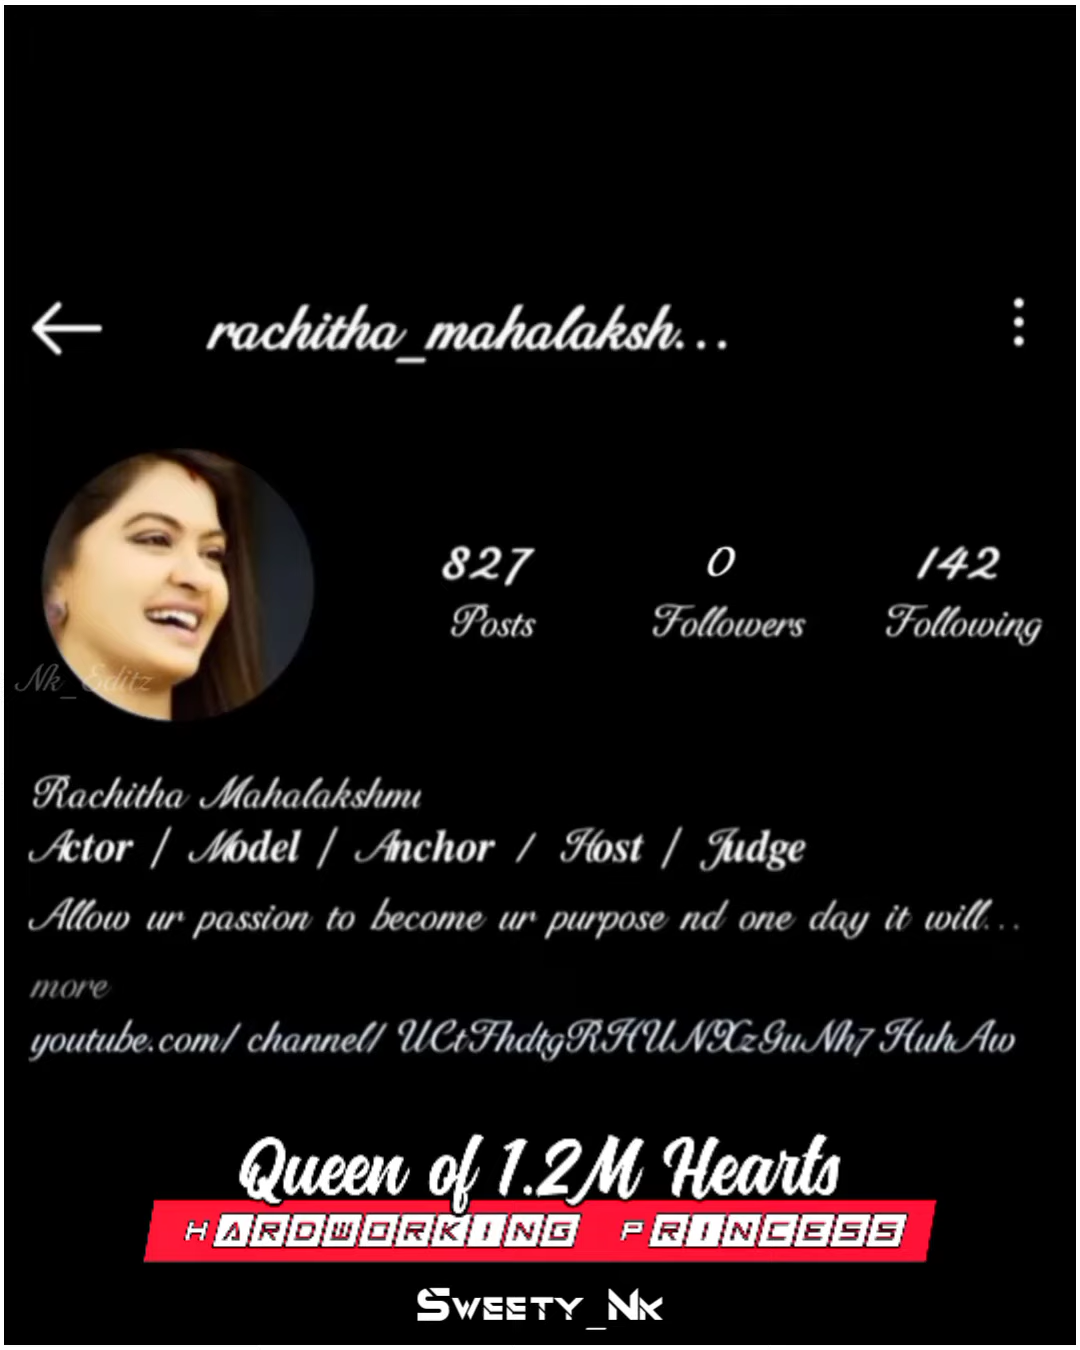 rachitha_mahalaksh...
827 0 142
Posts Followers Following
Nk_Editz
Rachitha Mahalakshmi
Actor / Model / Anchor / Host / Judge
Allow ur passion to become ur purpose nd one day it will...
more
youtube.com/ channel/ UCtFhdtgRHUNXzGuNh7HuhAw
Queen of 1.2M Hearts
HARDWORKING PRINCESS
Sweety_Nk